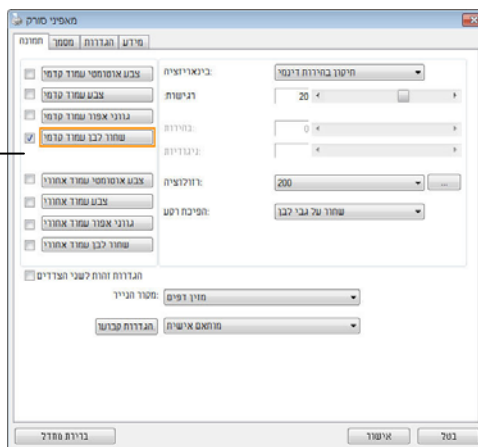 מאפיני סורק
תמונה מסמך הגדרות מידע
צבע אוטומטי עמוד קדמי
צבע עמוד קדמי
גווני אפור עמוד קדמי
שחור לבן עמוד קדמי
צבע אוטומטי עמוד אחורי
צבע עמוד אחורי
גווני אפור עמוד אחורי
שחור לבן עמוד אחורי
בינאריזציה: תיקון בחירות דינמי
רגישות: 20
בהירות: 0
ניגודיות:
רזולוציה: 200 ...
הפיכת רקע: שחור על גבי לבן
הגדרות זהות לשני הצדדים
מקור הנייר: מזין דפים
הגדרות קבוצו מותאם אישית
ברירת מחדל אישור בטל